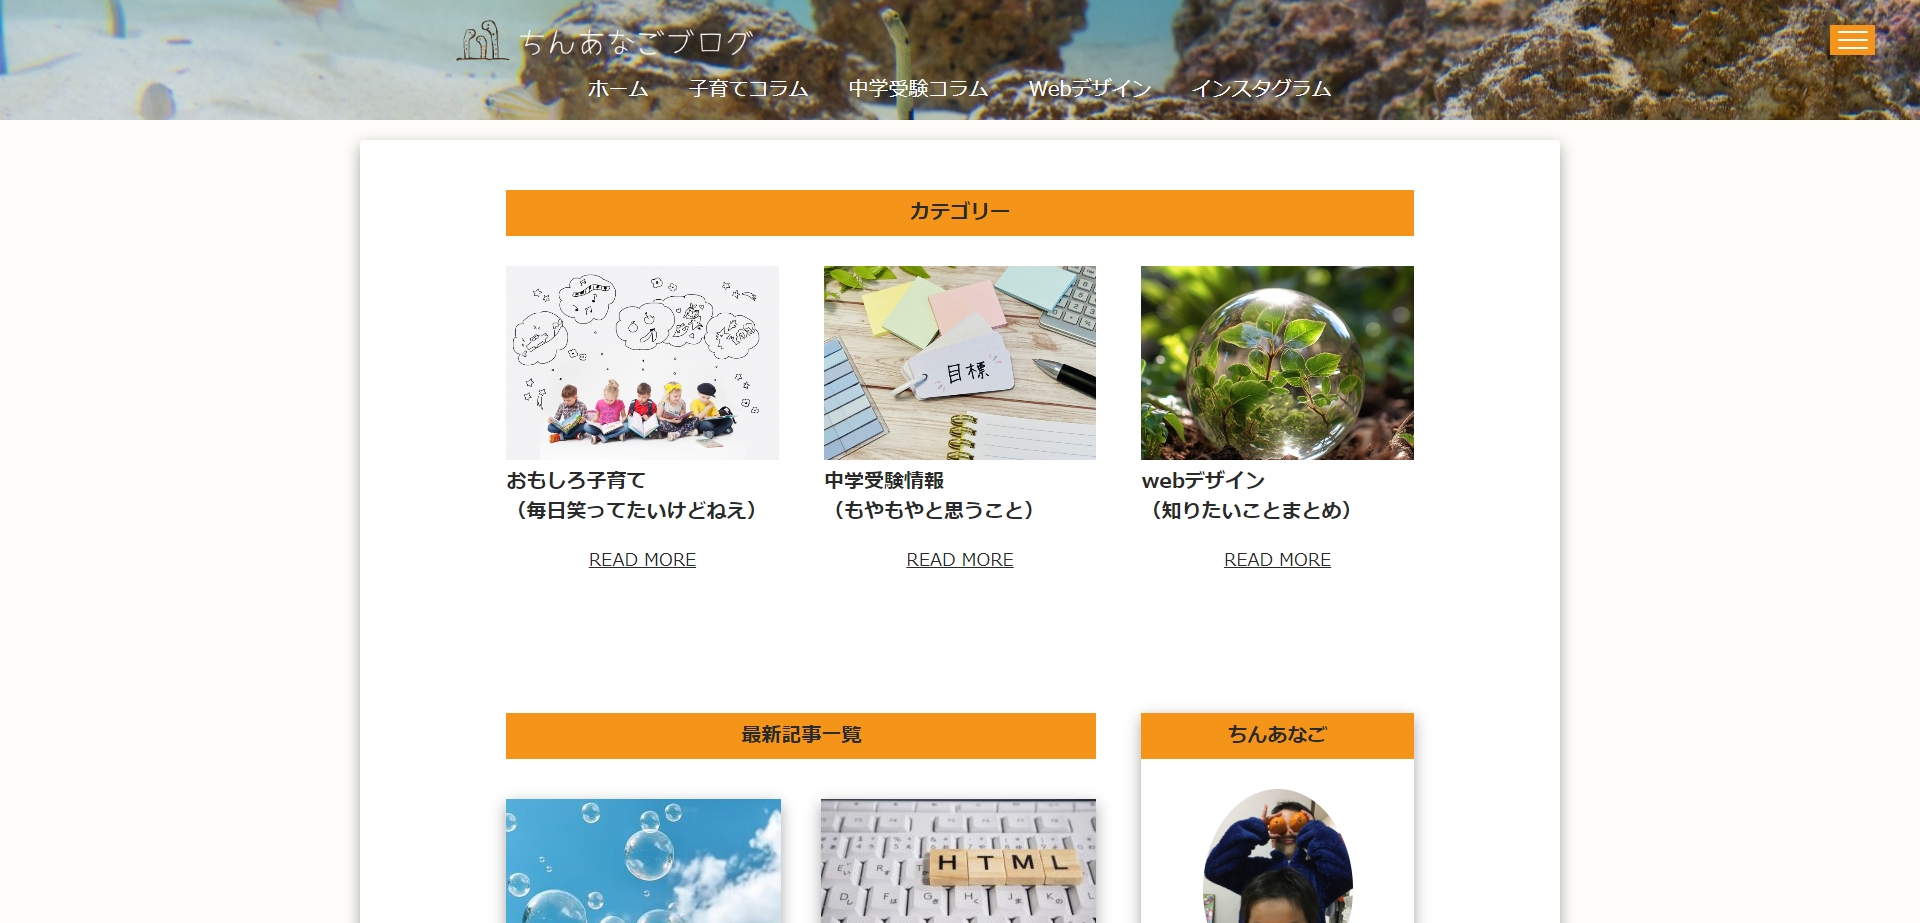 ちんあなごブログ
ホーム 子育てコラム 中学受験コラム Webデザイン インスタグラム
カテゴリー
目標
おもしろ子育て
（毎日笑ってたいけどねえ）
READ MORE
中学受験情報
（もやもやと思うこと）
READ MORE
webデザイン
（知りたいことまとめ）
READ MORE
最新記事一覧
HTML
ちんあなご